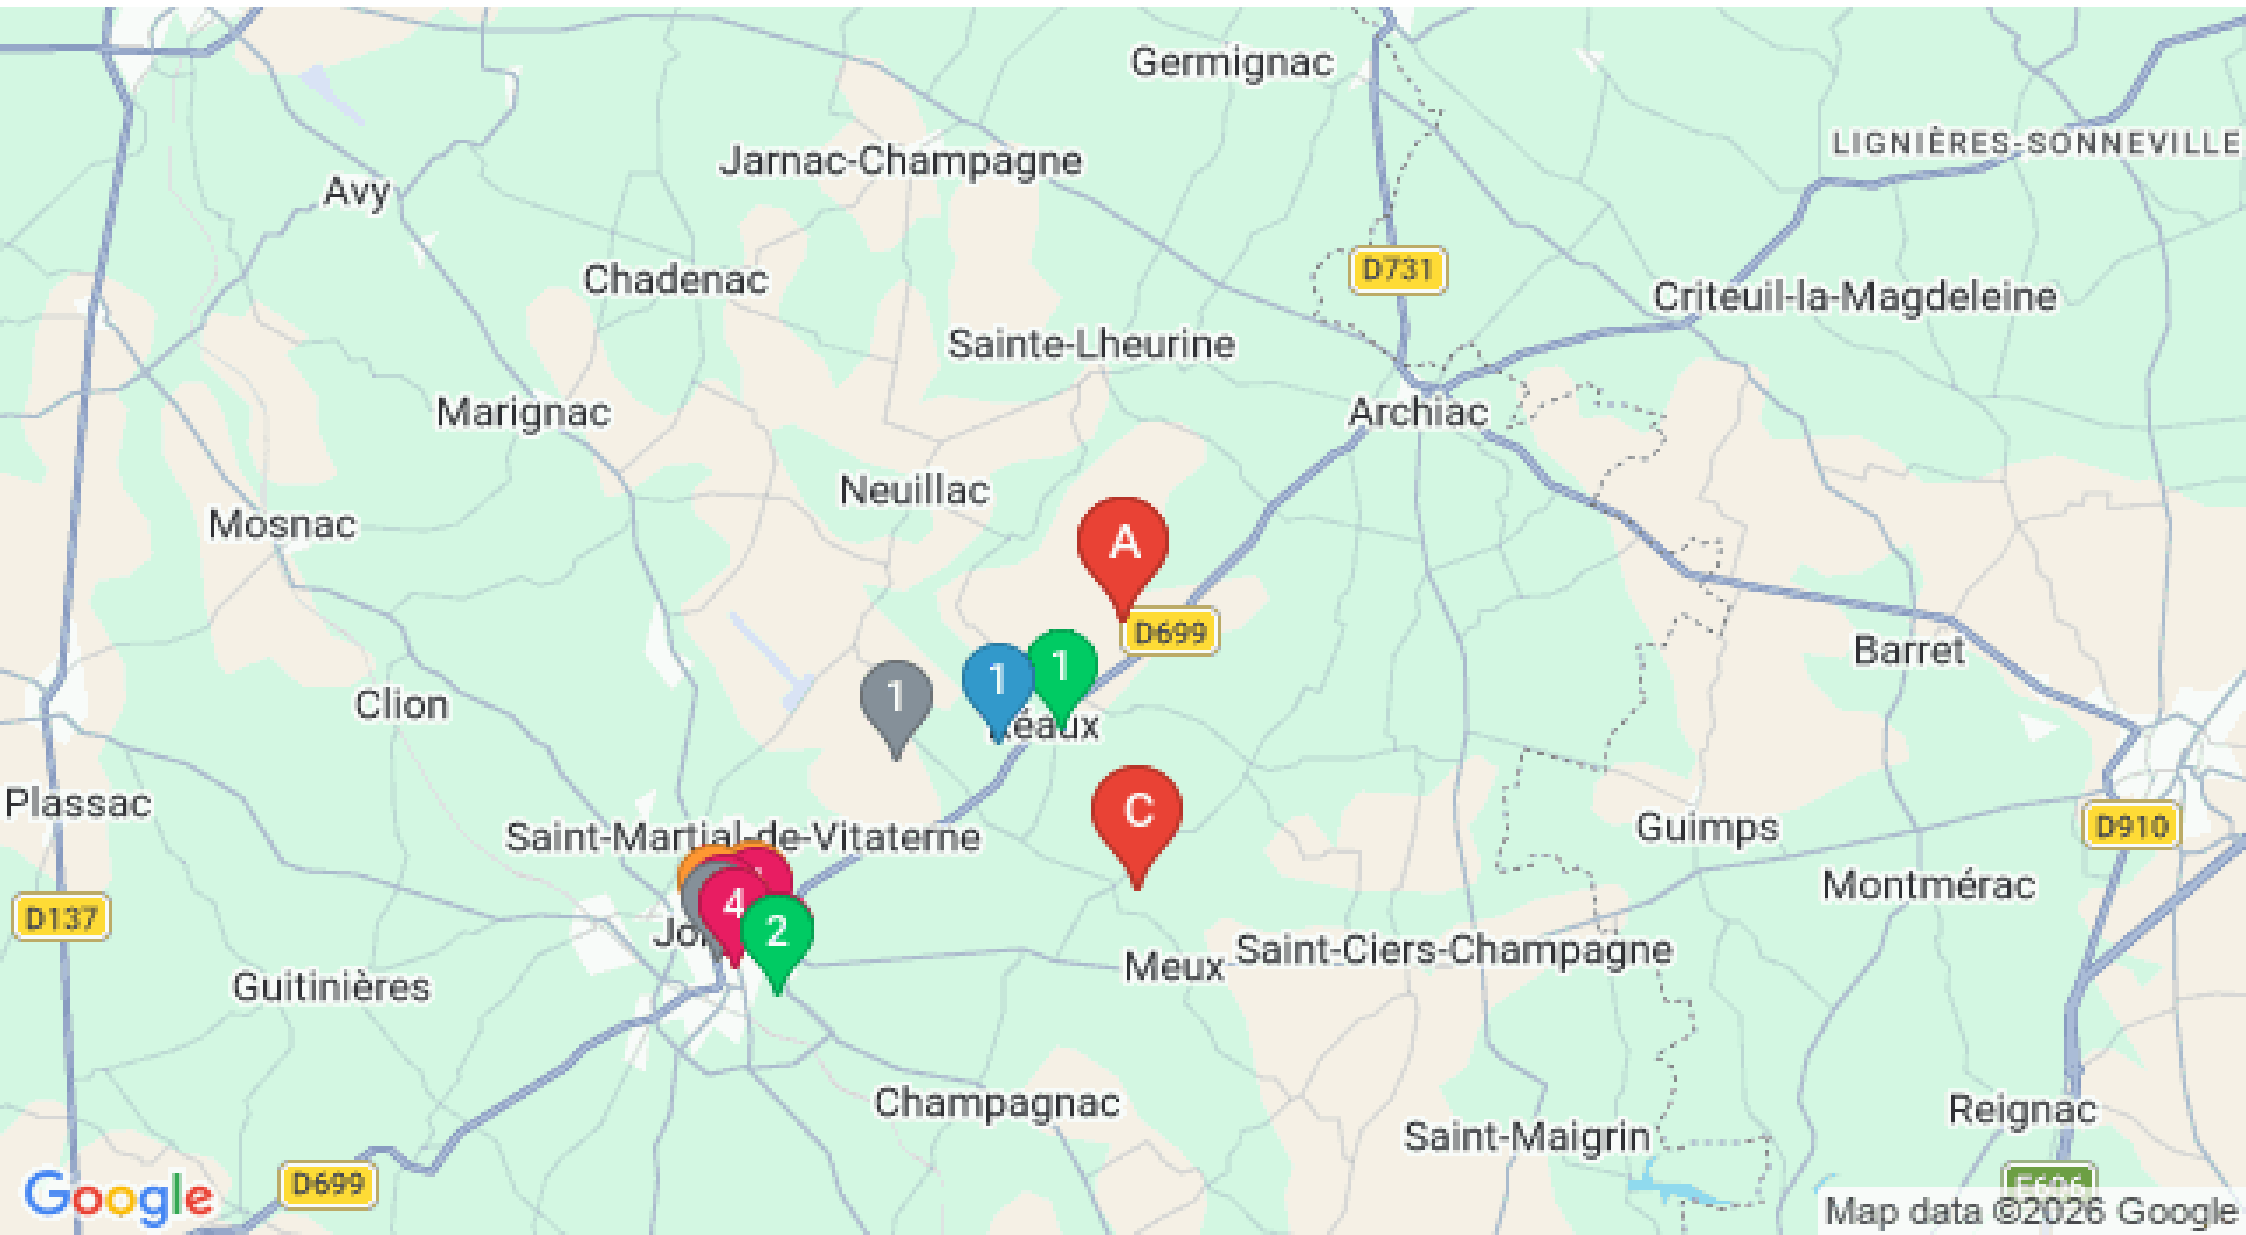 Germignac
LIGNIÈRES-SONNEVILLE
Jarnac-Champagne
Avy
D731
Chadenac
Criteuil-la-Magdeleine
Sainte-Lheurine
Marignac
Archiac
Neuillac
Mosnac
A
D699
Barret
1
1
1
Clion
Plassac
C
Saint-Martial-de-Vitaterne
Guimps
D910
Montmérac
4
2
D137
Saint-Ciers-Champagne
Meux
Guitinières
Champagnac
Reignac
Saint-Maigrin
D699
Google
Map data ©2026 Google